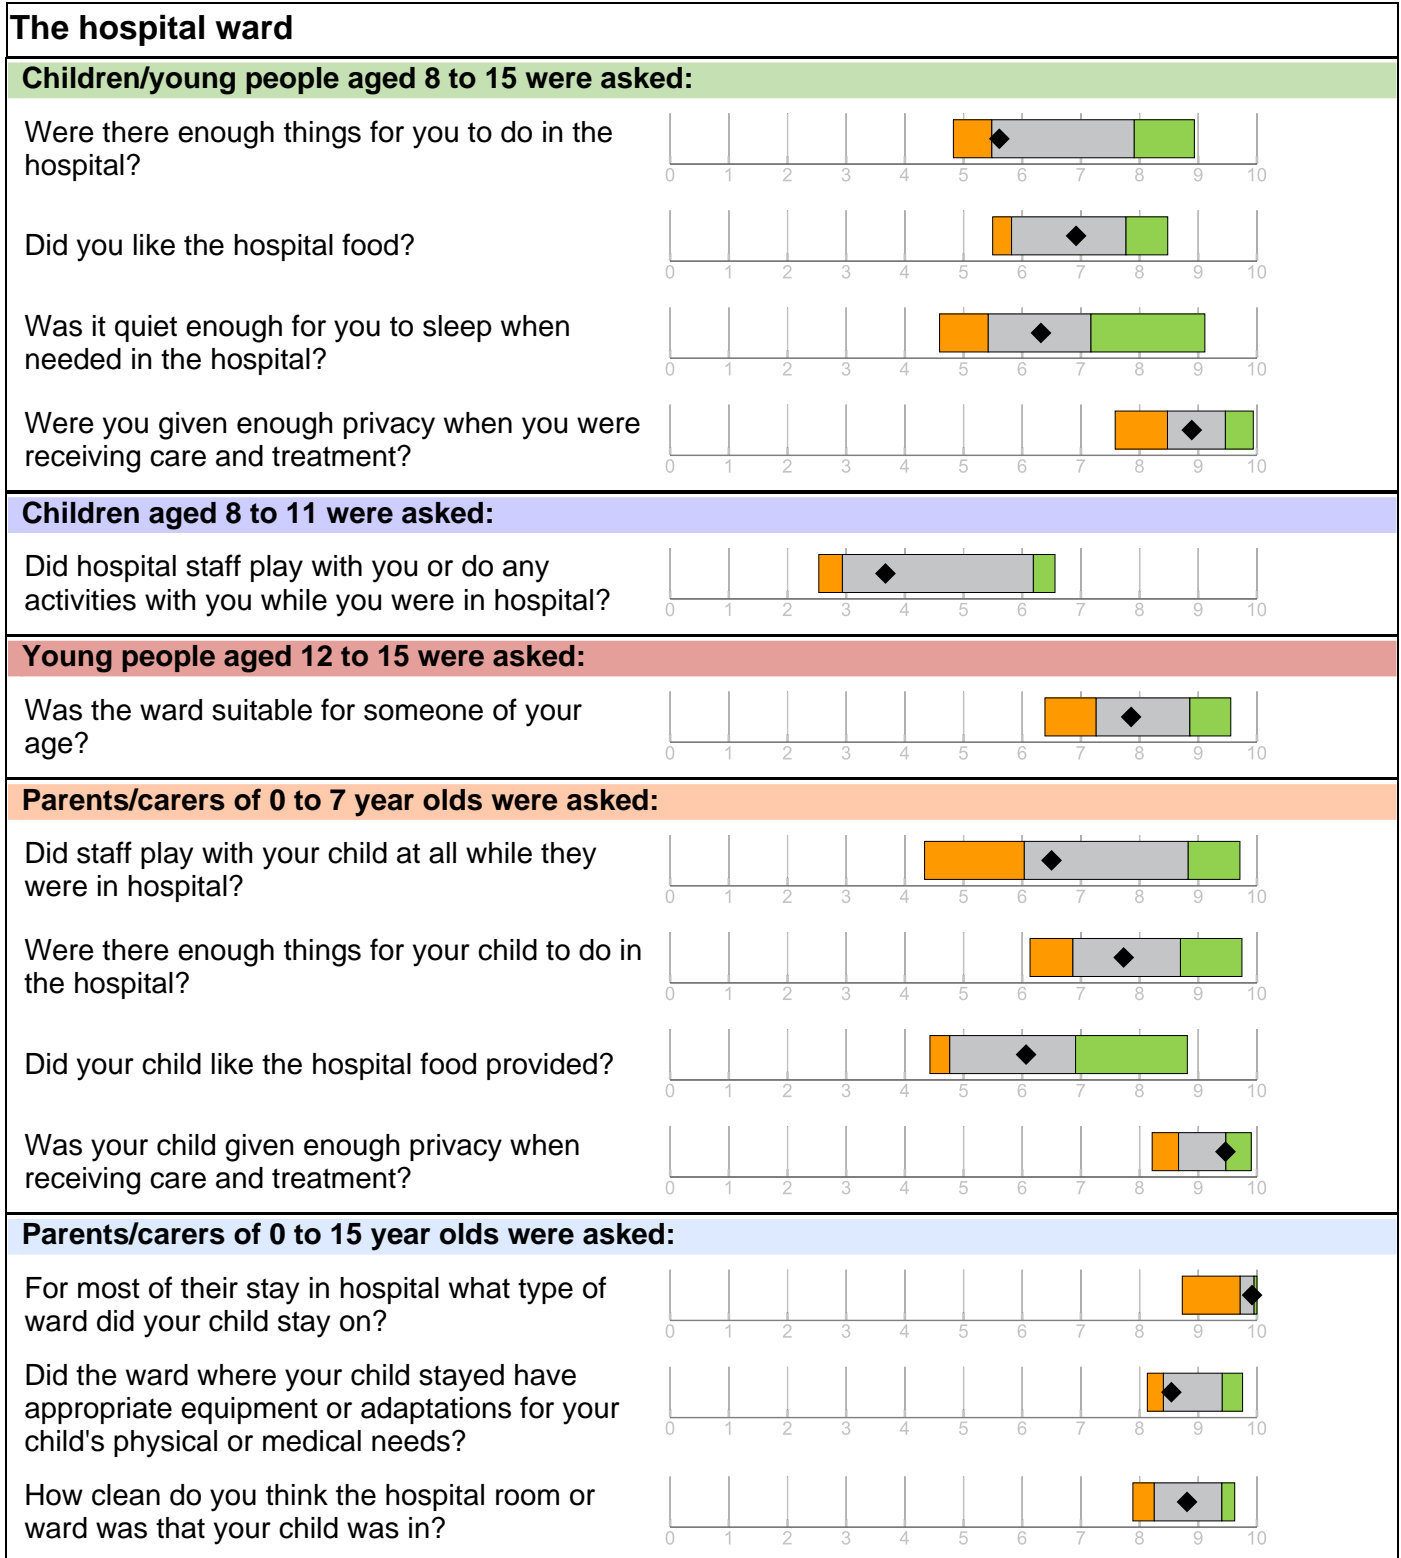 The hospital ward
Children/young people aged 8 to 15 were asked:
Were there enough things for you to do in the
hospital?
0 1 2 3 4 5 6 7 8 9 10
Did you like the hospital food?
0 1 2 3 4 5 6 7 8 9 10
Was it quiet enough for you to sleep when
needed in the hospital?
0 1 2 3 4 5 6 7 8 9 10
Were you given enough privacy when you were
receiving care and treatment?
0 1 2 3 4 5 6 7 8 9 10
Children aged 8 to 11 were asked:
Did hospital staff play with you or do any
activities with you while you were in hospital?
0 1 2 3 4 5 6 7 8 9 10
Young people aged 12 to 15 were asked:
Was the ward suitable for someone of your
age?
0 1 2 3 4 5 6 7 8 9 10
Parents/carers of 0 to 7 year olds were asked:
Did staff play with your child at all while they
were in hospital?
0 1 2 3 4 5 6 7 8 9 10
Were there enough things for your child to do in
the hospital?
0 1 2 3 4 5 6 7 8 9 10
Did your child like the hospital food provided?
0 1 2 3 4 5 6 7 8 9 10
Was your child given enough privacy when
receiving care and treatment?
0 1 2 3 4 5 6 7 8 9 10
Parents/carers of 0 to 15 year olds were asked:
For most of their stay in hospital what type of
ward did your child stay on?
0 1 2 3 4 5 6 7 8 9 10
Did the ward where your child stayed have
appropriate equipment or adaptations for your
child's physical or medical needs?
0 1 2 3 4 5 6 7 8 9 10
How clean do you think the hospital room or
ward was that your child was in?
0 1 2 3 4 5 6 7 8 9 10